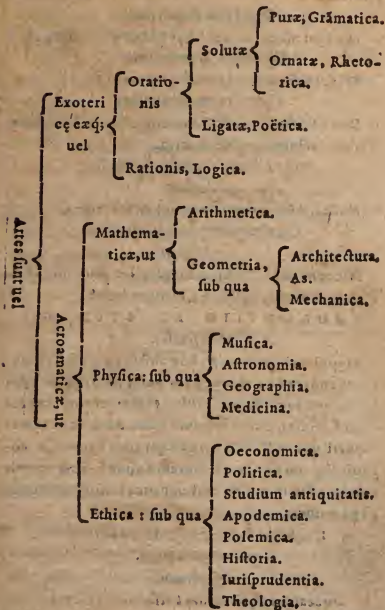 Artes sunt uel
Exoteri
cę exq́;
uel
Oratio-
nis
Solutæ
Puræ, Grãmatica.
Ornatæ, Rheto-
rica.
Ligatæ, Poëtica.
Rationis, Logica.
Acroamaticæ, ut
Mathema-
ticæ, ut
Arithmetica.
Geometria,
ſub qua
Architectura,
As.
Mechanica,
Phyſica: ſub qua
Muſica.
Aſtronomia.
Geographia.
Medicina.
Ethica : ſub qua
Oeconomica.
Politica.
Studium antiquitatis.
Apodemica.
Polemica.
Hiſtoria.
Iuriſprudentia.
Theologia,